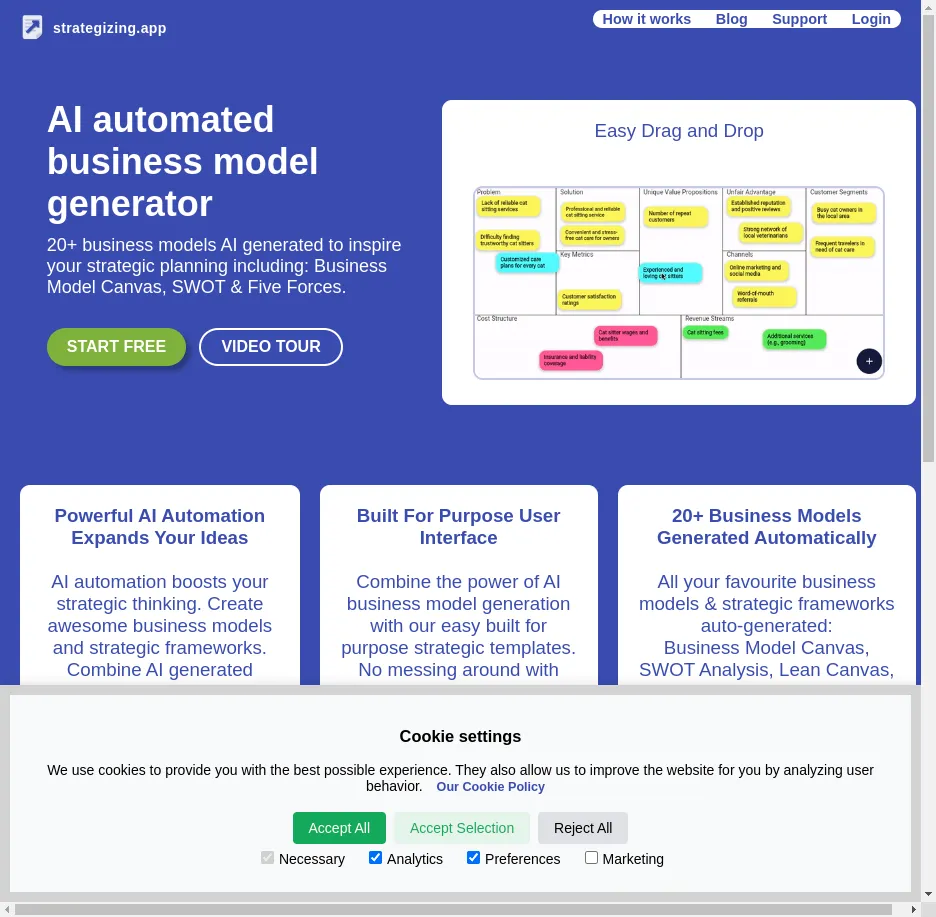 strategizing.app
How it works Blog Support Login
AI automated
business model
generator
20+ business models AI generated to inspire
your strategic planning including: Business
Model Canvas, SWOT & Five Forces.
START FREE VIDEO TOUR
Easy Drag and Drop
Problem Solution Unique Value Propositions Unfair Advantage Customer Segments
Lack of reliable cat
sitting services
Difficulty finding
trustworthy cat sitters
Customized care
plans for every cat
Professional and reliable
cat sitting service
Convenient and stress-
free cat care for owners
Key Metrics
Customer satisfaction
ratings
Number of repeat
customers
Experienced and
loving cat sitters
Established reputation
and positive reviews
Strong network of
local veterinarians
Channels
Online marketing and
social media
Word-of-mouth
referrals
Busy cat owners in
the local area
Frequent travelers in
need of cat care
Cost Structure Revenue Streams
Cat sitter wages and
benefits
Insurance and liability
coverage
Cat sitting fees
Additional services
(e.g., grooming)
+
Powerful AI Automation
Expands Your Ideas
AI automation boosts your
strategic thinking. Create
awesome business models
and strategic frameworks.
Combine AI generated
Built For Purpose User
Interface
Combine the power of AI
business model generation
with our easy built for
purpose strategic templates.
No messing around with
20+ Business Models
Generated Automatically
All your favourite business
models & strategic frameworks
auto-generated:
Business Model Canvas,
SWOT Analysis, Lean Canvas,
Cookie settings
We use cookies to provide you with the best possible experience. They also allow us to improve the website for you by analyzing user
behavior. Our Cookie Policy
Accept All Accept Selection Reject All
Necessary Analytics Preferences Marketing